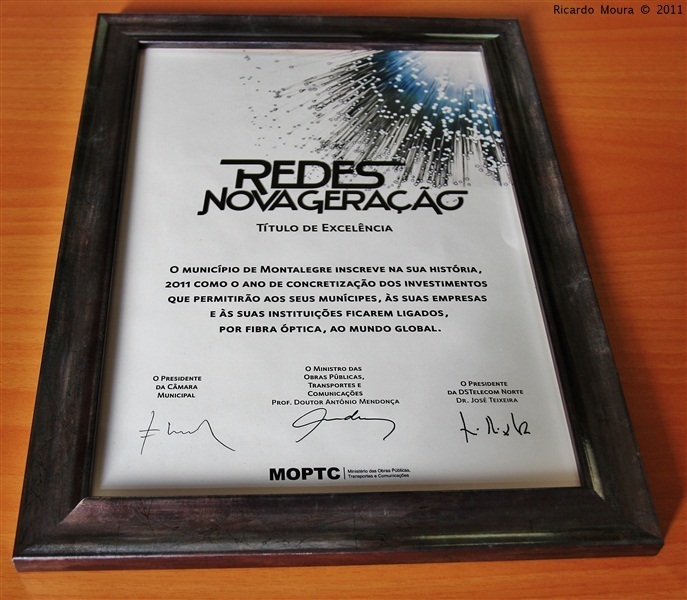 Ricardo Moura © 2011
REDES
NOVAGERAÇÃO
TÍTULO DE EXCELÊNCIA
O MUNICÍPIO DE MONTALEGRE INSCREVE NA SUA HISTÓRIA,
2011 COMO O ANO DE CONCRETIZAÇÃO DOS INVESTIMENTOS
QUE PERMITIRÃO AOS SEUS MUNÍCIPES, ÀS SUAS EMPRESAS
E ÀS SUAS INSTITUIÇÕES FICAREM LIGADOS,
POR FIBRA ÓPTICA, AO MUNDO GLOBAL.
O PRESIDENTE
DA CÂMARA
MUNICIPAL
O MINISTRO DAS
OBRAS PÚBLICAS,
TRANSPORTES E
COMUNICAÇÕES
PROF. DOUTOR ANTÓNIO MENDONÇA
O PRESIDENTE
DA DSTELECOM NORTE
DR. JOSÉ TEIXEIRA
MOPTC
Ministério das Obras Públicas,
Transportes e Comunicações